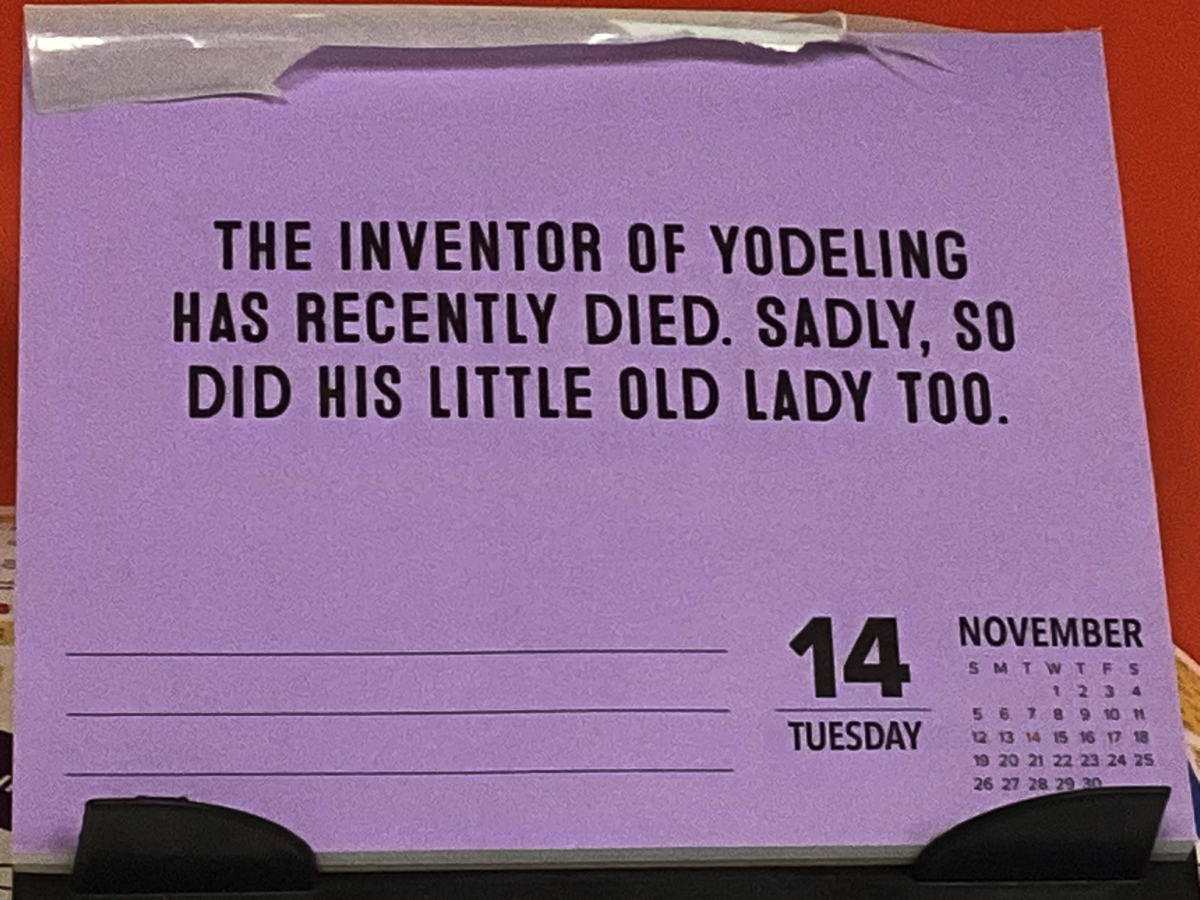 THE INVENTOR OF YODELING
HAS RECENTLY DIED. SADLY, SO
DID HIS LITTLE OLD LADY TOO.
14
TUESDAY
NOVEMBER
S M T W T F S
1 2 3 4
5 6 7 8 9 10 11
12 13 14 15 16 17 18
19 20 21 22 23 24 25
26 27 28 29 30